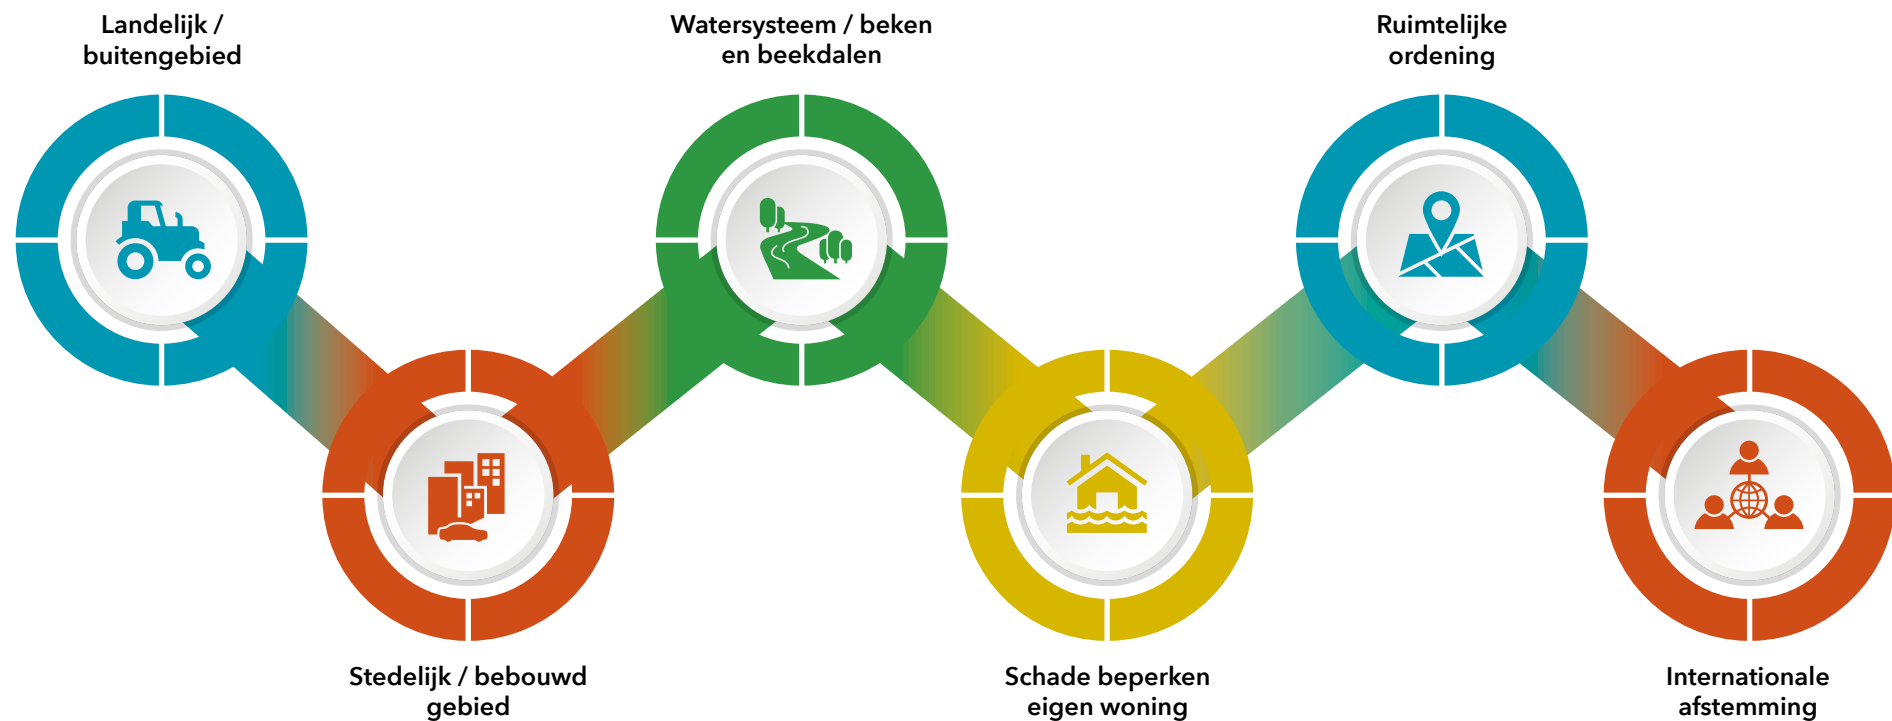 Landelijk /
buitengebied
Stedelijk / bebouwd
gebied
Watersysteem / beken
en beekdalen
Schade beperken
eigen woning
Ruimtelijke
ordening
Internationale
afstemming